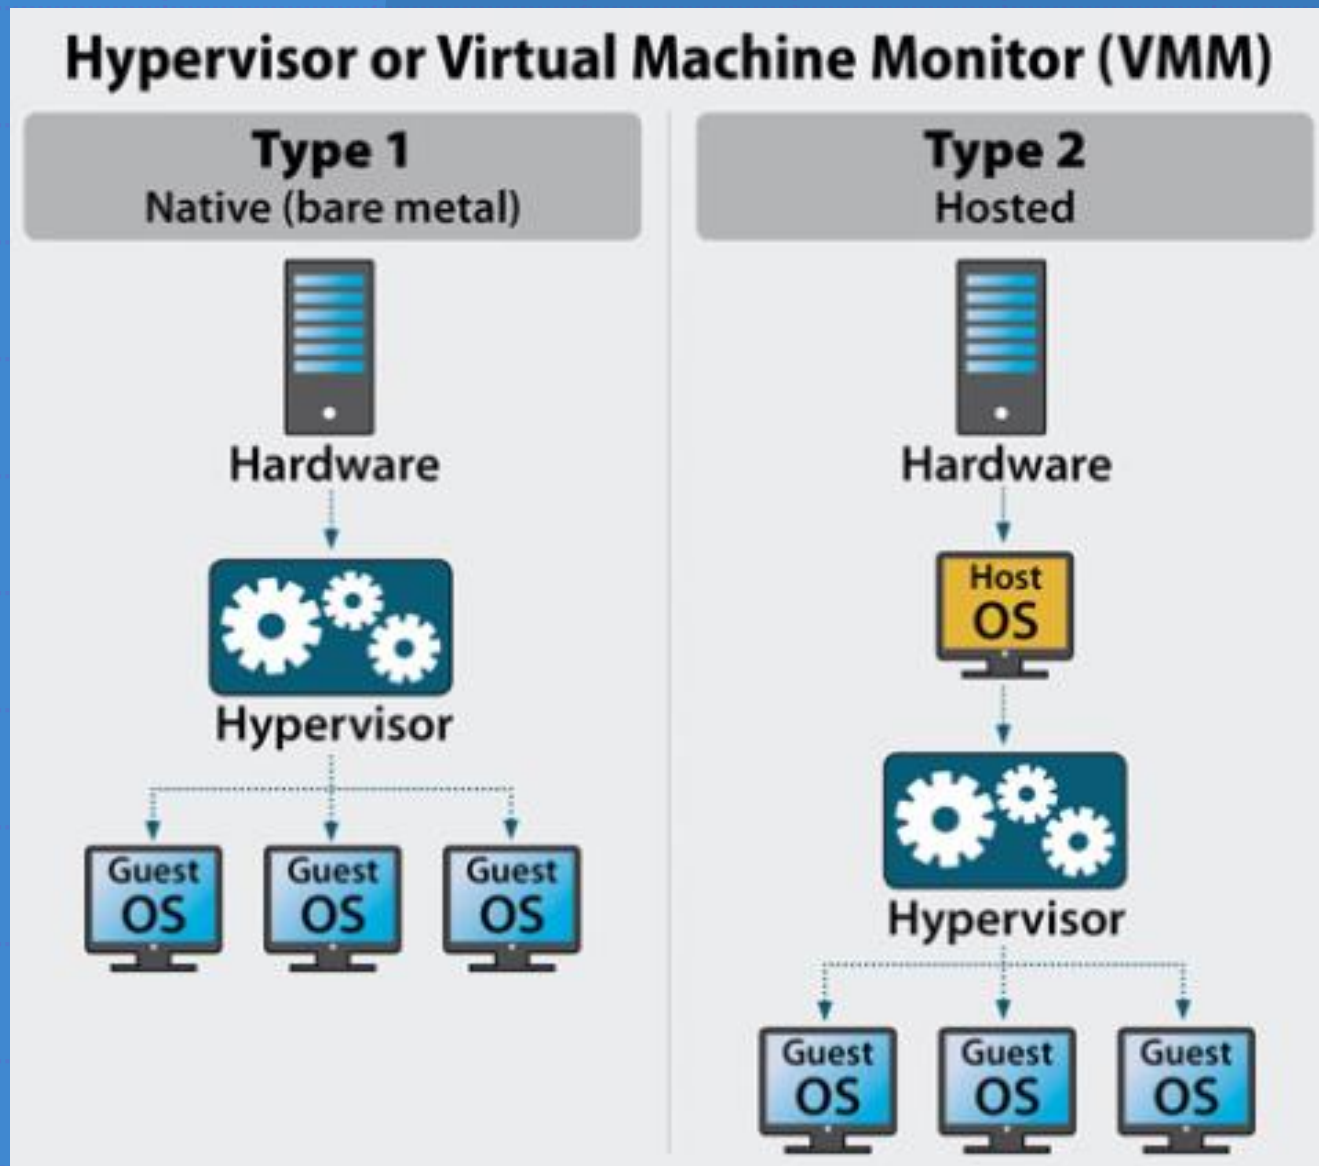 Hypervisor or Virtual Machine Monitor (VMM)
Type 1
Native (bare metal)
Hardware
Hypervisor
Guest
OS
Guest
OS
Guest
OS
Type 2
Hosted
Hardware
Host
OS
Hypervisor
Guest
OS
Guest
OS
Guest
OS